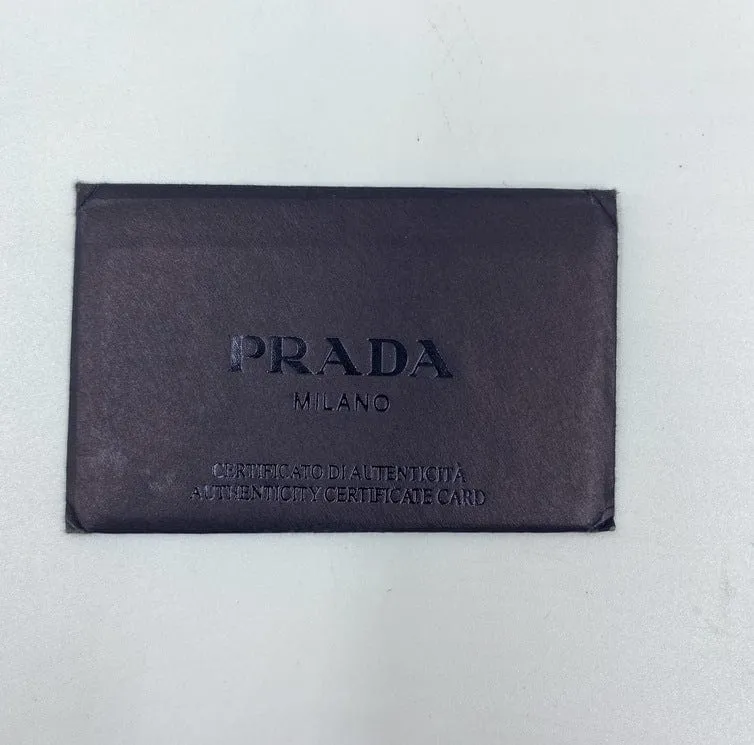 PRADA
MILANO
CERTIFICATO DI AUTENTICITÀ
AUTHENTICITY CERTIFICATE CARD